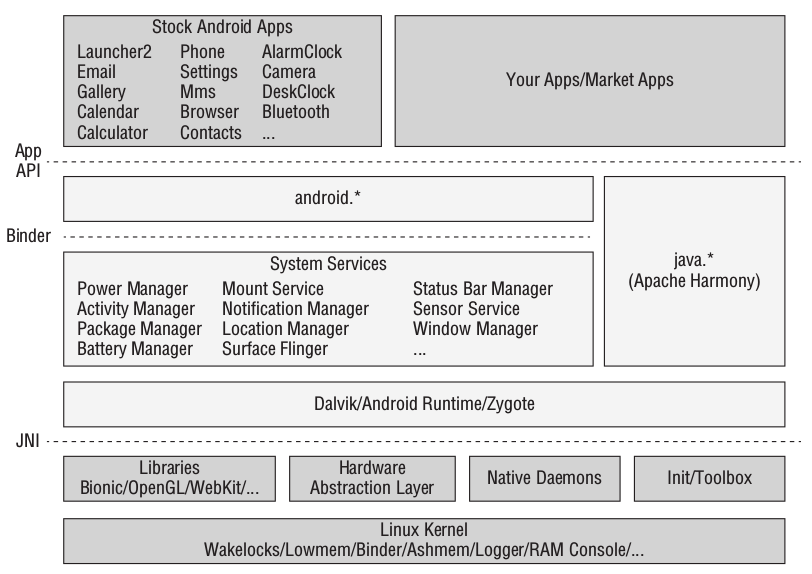 Stock Android Apps
Launcher2 Phone AlarmClock
Email Settings Camera
Gallery Mms DeskClock
Calendar Browser Bluetooth
Calculator Contacts ...
Your Apps/Market Apps
App
API
android.*
Binder
java.*
(Apache Harmony)
System Services
Power Manager Mount Service Status Bar Manager
Activity Manager Notification Manager Sensor Service
Package Manager Location Manager Window Manager
Battery Manager Surface Flinger ...
Dalvik/Android Runtime/Zygote
JNI
Libraries
Bionic/OpenGL/WebKit/...
Hardware
Abstraction Layer
Native Daemons
Init/Toolbox
Linux Kernel
Wakelocks/Lowmem/Binder/Ashmem/Logger/RAM Console/...